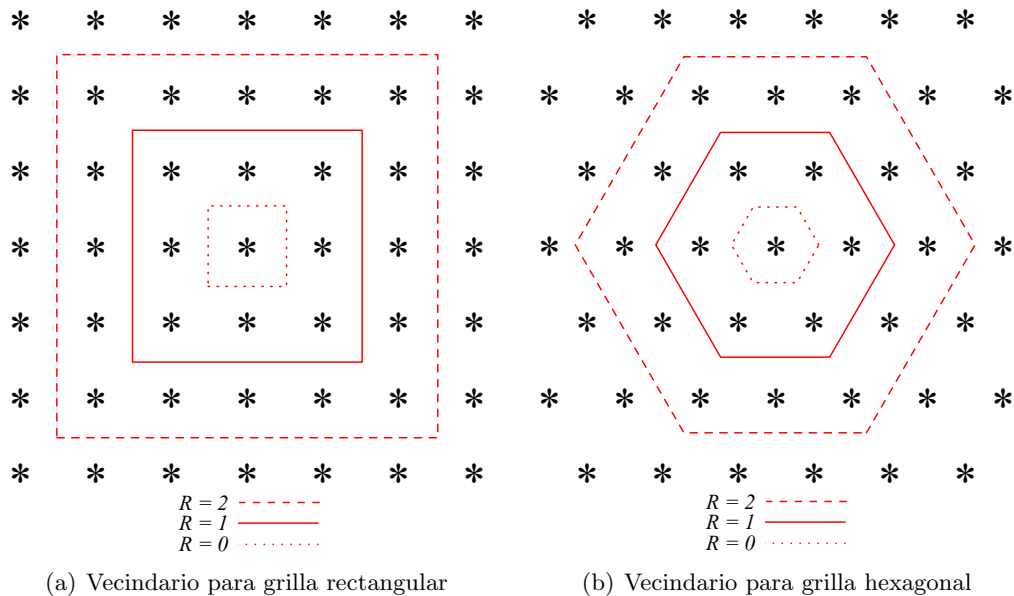 R = 2
R = 1
R = 0
(a) Vecindario para grilla rectangular
R = 2
R = 1
R = 0
(b) Vecindario para grilla hexagonal